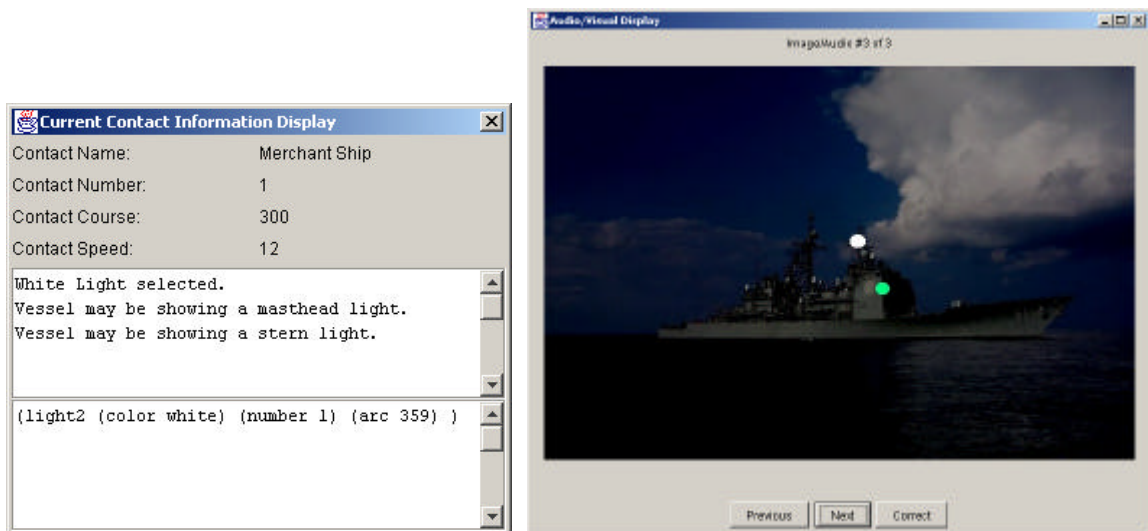 Current Contact Information Display
Contact Name: Merchant Ship
Contact Number: 1
Contact Course: 300
Contact Speed: 12
White Light selected.
Vessel may be showing a masthead light.
Vessel may be showing a stern light.
(light2 (color white) (number 1) (arc 359) )
Audio/Visual Display
Image/Audio #3 of 3
Previous Next Correct